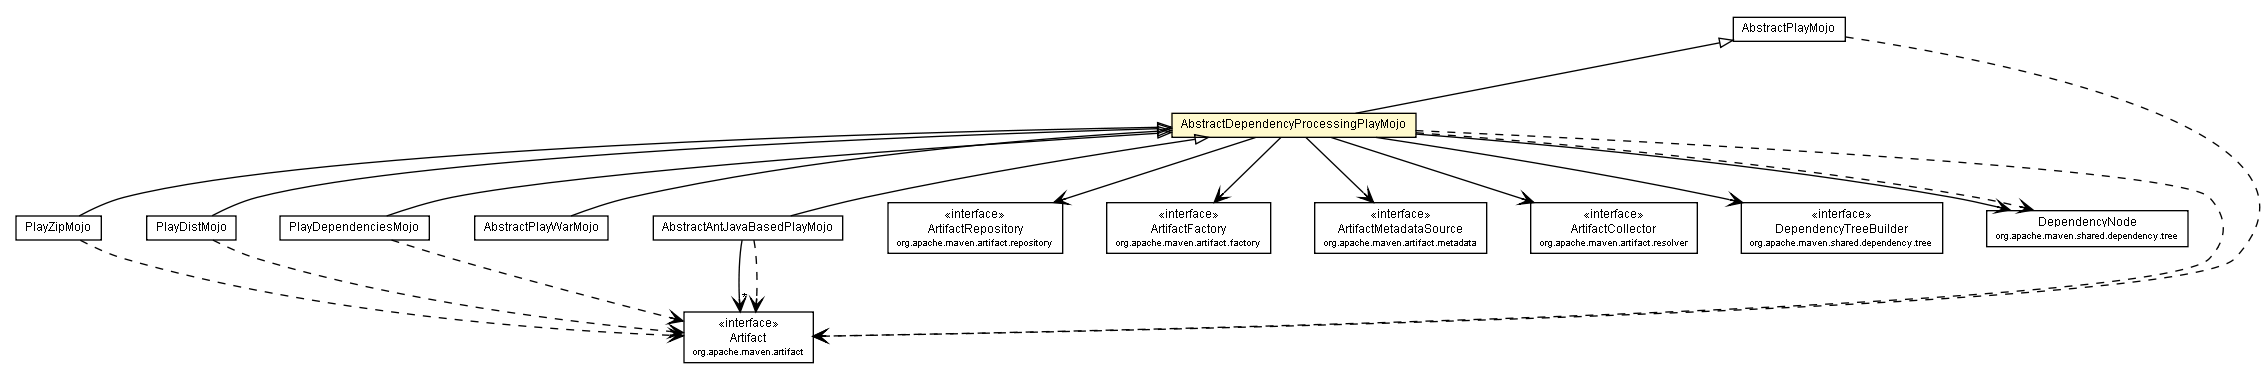 AbstractPlayMojo
AbstractDependencyProcessingPlayMojo
PlayZipMojo
PlayDistMojo
PlayDependenciesMojo
AbstractPlayWarMojo
AbstractAntJavaBasedPlayMojo
«interface»
ArtifactRepository
org.apache.maven.artifact.repository
«interface»
ArtifactFactory
org.apache.maven.artifact.factory
«interface»
ArtifactMetadataSource
org.apache.maven.artifact.metadata
«interface»
ArtifactCollector
org.apache.maven.artifact.resolver
«interface»
DependencyTreeBuilder
org.apache.maven.shared.dependency.tree
DependencyNode
org.apache.maven.shared.dependency.tree
*
«interface»
Artifact
org.apache.maven.artifact